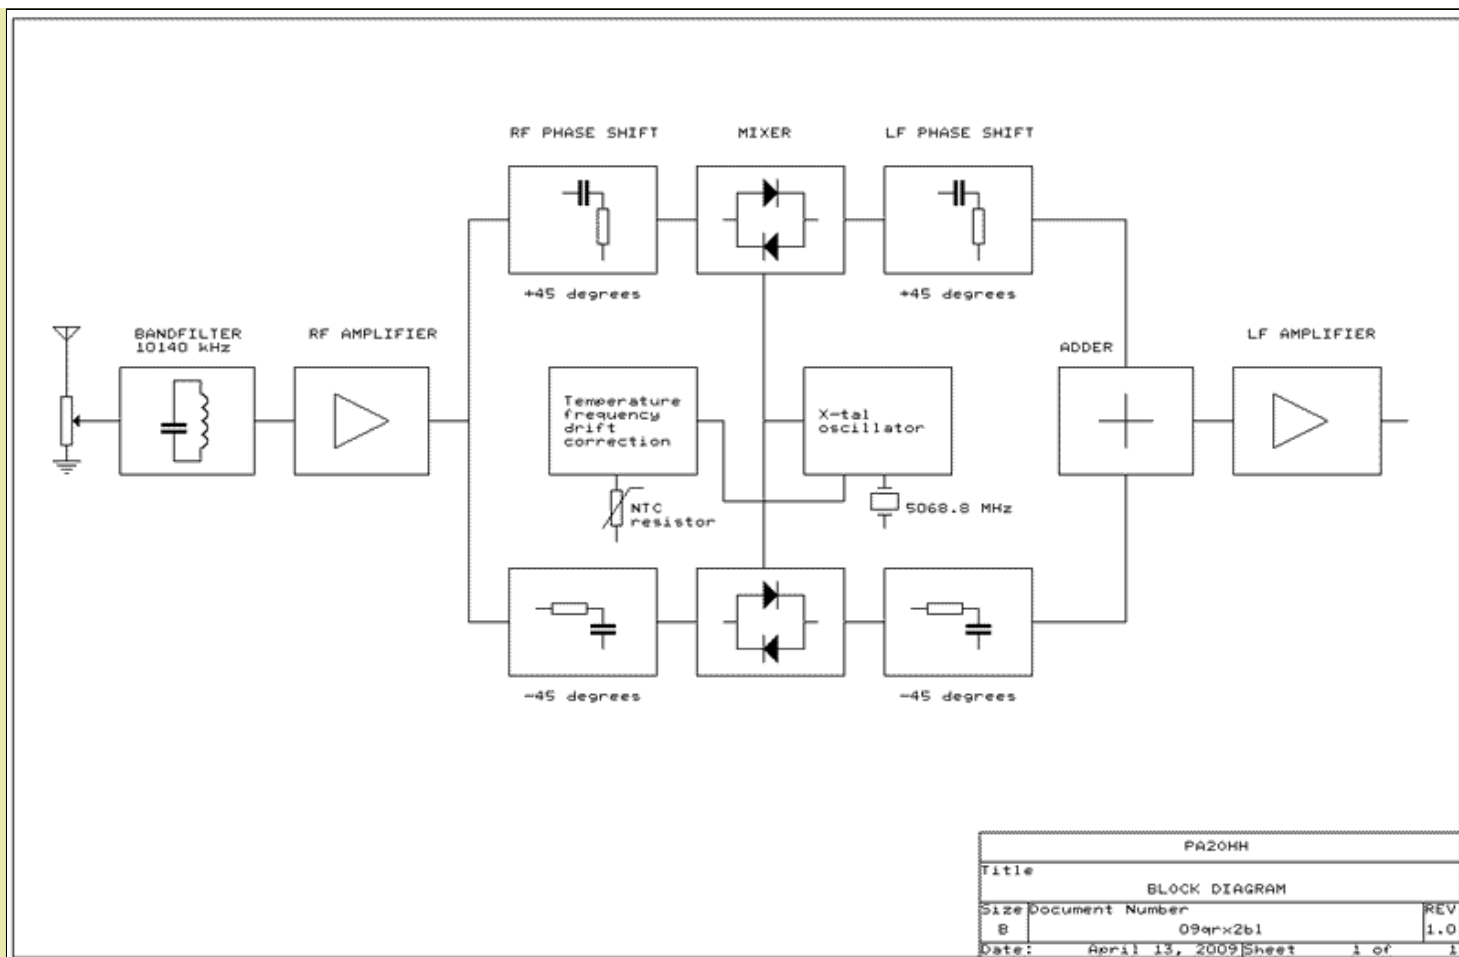 RF PHASE SHIFT
MIXER
LF PHASE SHIFT
+45 degrees
+45 degrees
BANDFILTER
10140 kHz
RF AMPLIFIER
ADDER
LF AMPLIFIER
Temperature
frequency
drift
correction
X-tal
oscillator
NTC
resistor
5068.8 MHz
-45 degrees
-45 degrees
PA2OHH
Title
BLOCK DIAGRAM
Size Document Number REV
B 09qrx2bl 1.0
Date: April 13, 2009 Sheet 1 of 1